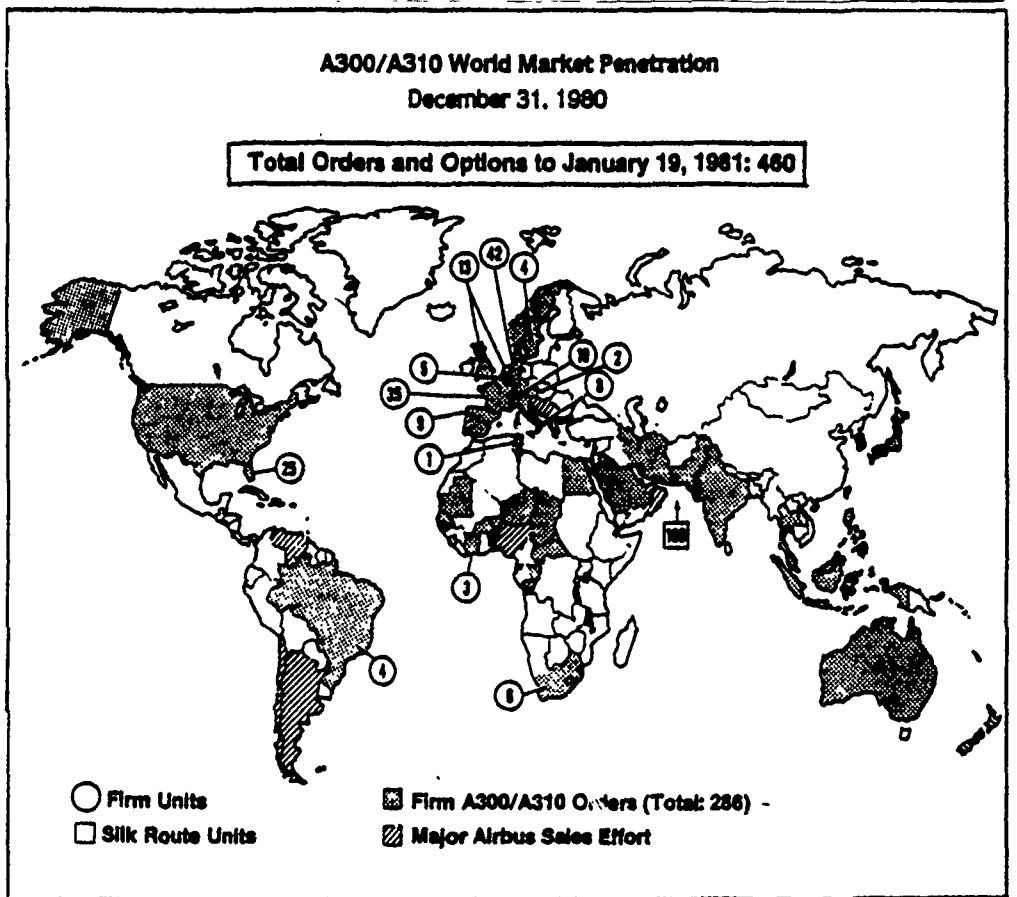 A300/A310 World Market Penetration
December 31, 1980
Total Orders and Options to January 19, 1981: 460
13
42
4
5
35
2
1
25
3
4
6
Firm Units
Firm A300/A310 Orders (Total: 286)
Silk Route Units
Major Airbus Sales Effort